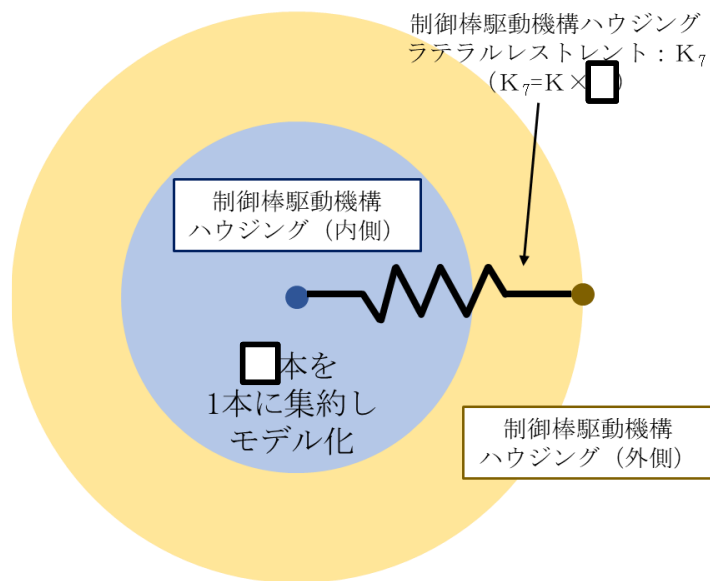 制御棒駆動機構ハウジング
ラテラルレストレント:K₇
(K₇=K×)
制御棒駆動機構
ハウジング(内側)
本を
1本に集約し
モデル化
制御棒駆動機構
ハウジング(外側)